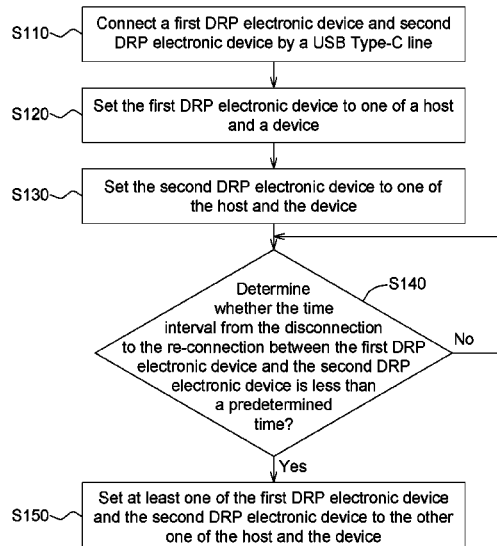 S110
Connect a first DRP electronic device and second
DRP electronic device by a USB Type-C line
S120
Set the first DRP electronic device to one of a host
and a device
S130
Set the second DRP electronic device to one of
the host and the device
S140
Determine
whether the time
interval from the disconnection
to the re-connection between the first DRP
electronic device and the second DRP
electronic device is less than
a predetermined
time?
No
Yes
S150
Set at least one of the first DRP electronic device
and the second DRP electronic device to the other
one of the host and the device